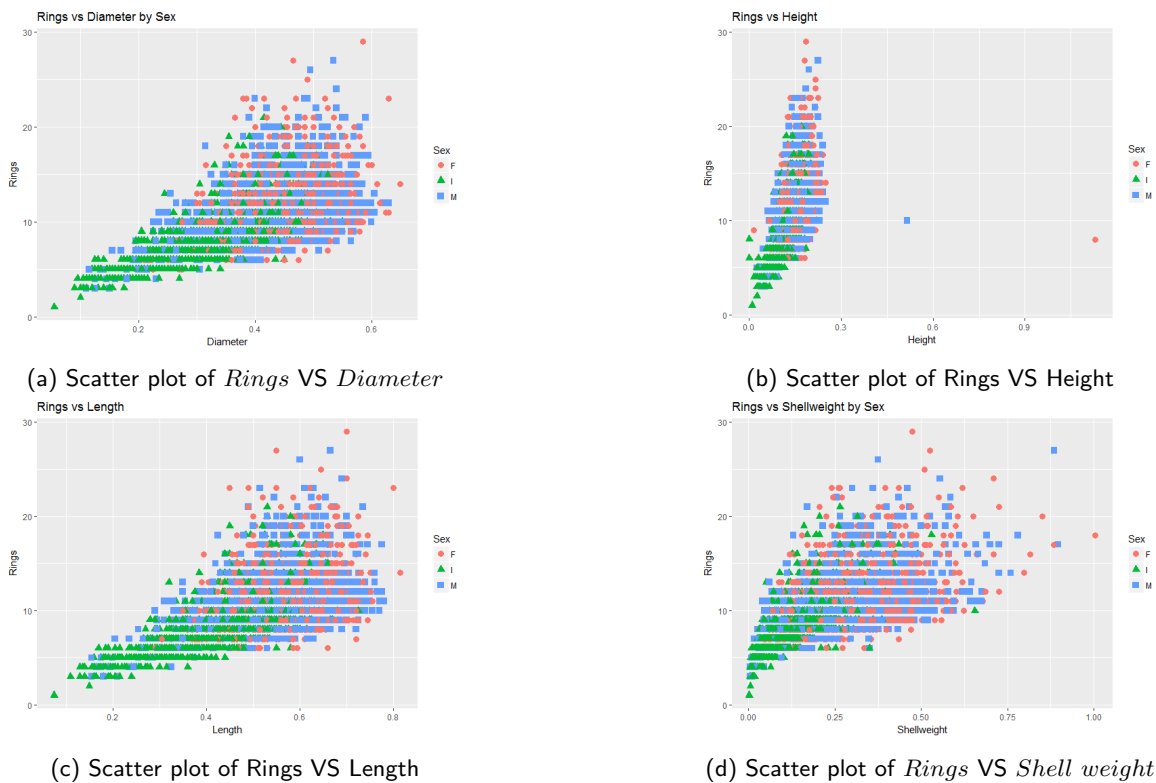 Rings vs Diameter by Sex
30
20
10
0
Rings
0.2 0.4 0.6
Diameter
Sex
F
I
M
(a) Scatter plot of Rings VS Diameter
Rings vs Height
30
20
10
0
Rings
0.0 0.3 0.6 0.9
Height
Sex
F
I
M
(b) Scatter plot of Rings VS Height
Rings vs Length
30
20
10
0
Rings
0.2 0.4 0.6 0.8
Length
Sex
F
I
M
(c) Scatter plot of Rings VS Length
Rings vs Shellweight by Sex
30
20
10
0
Rings
0.00 0.25 0.50 0.75 1.00
Shellweight
Sex
F
I
M
(d) Scatter plot of Rings VS Shell weight